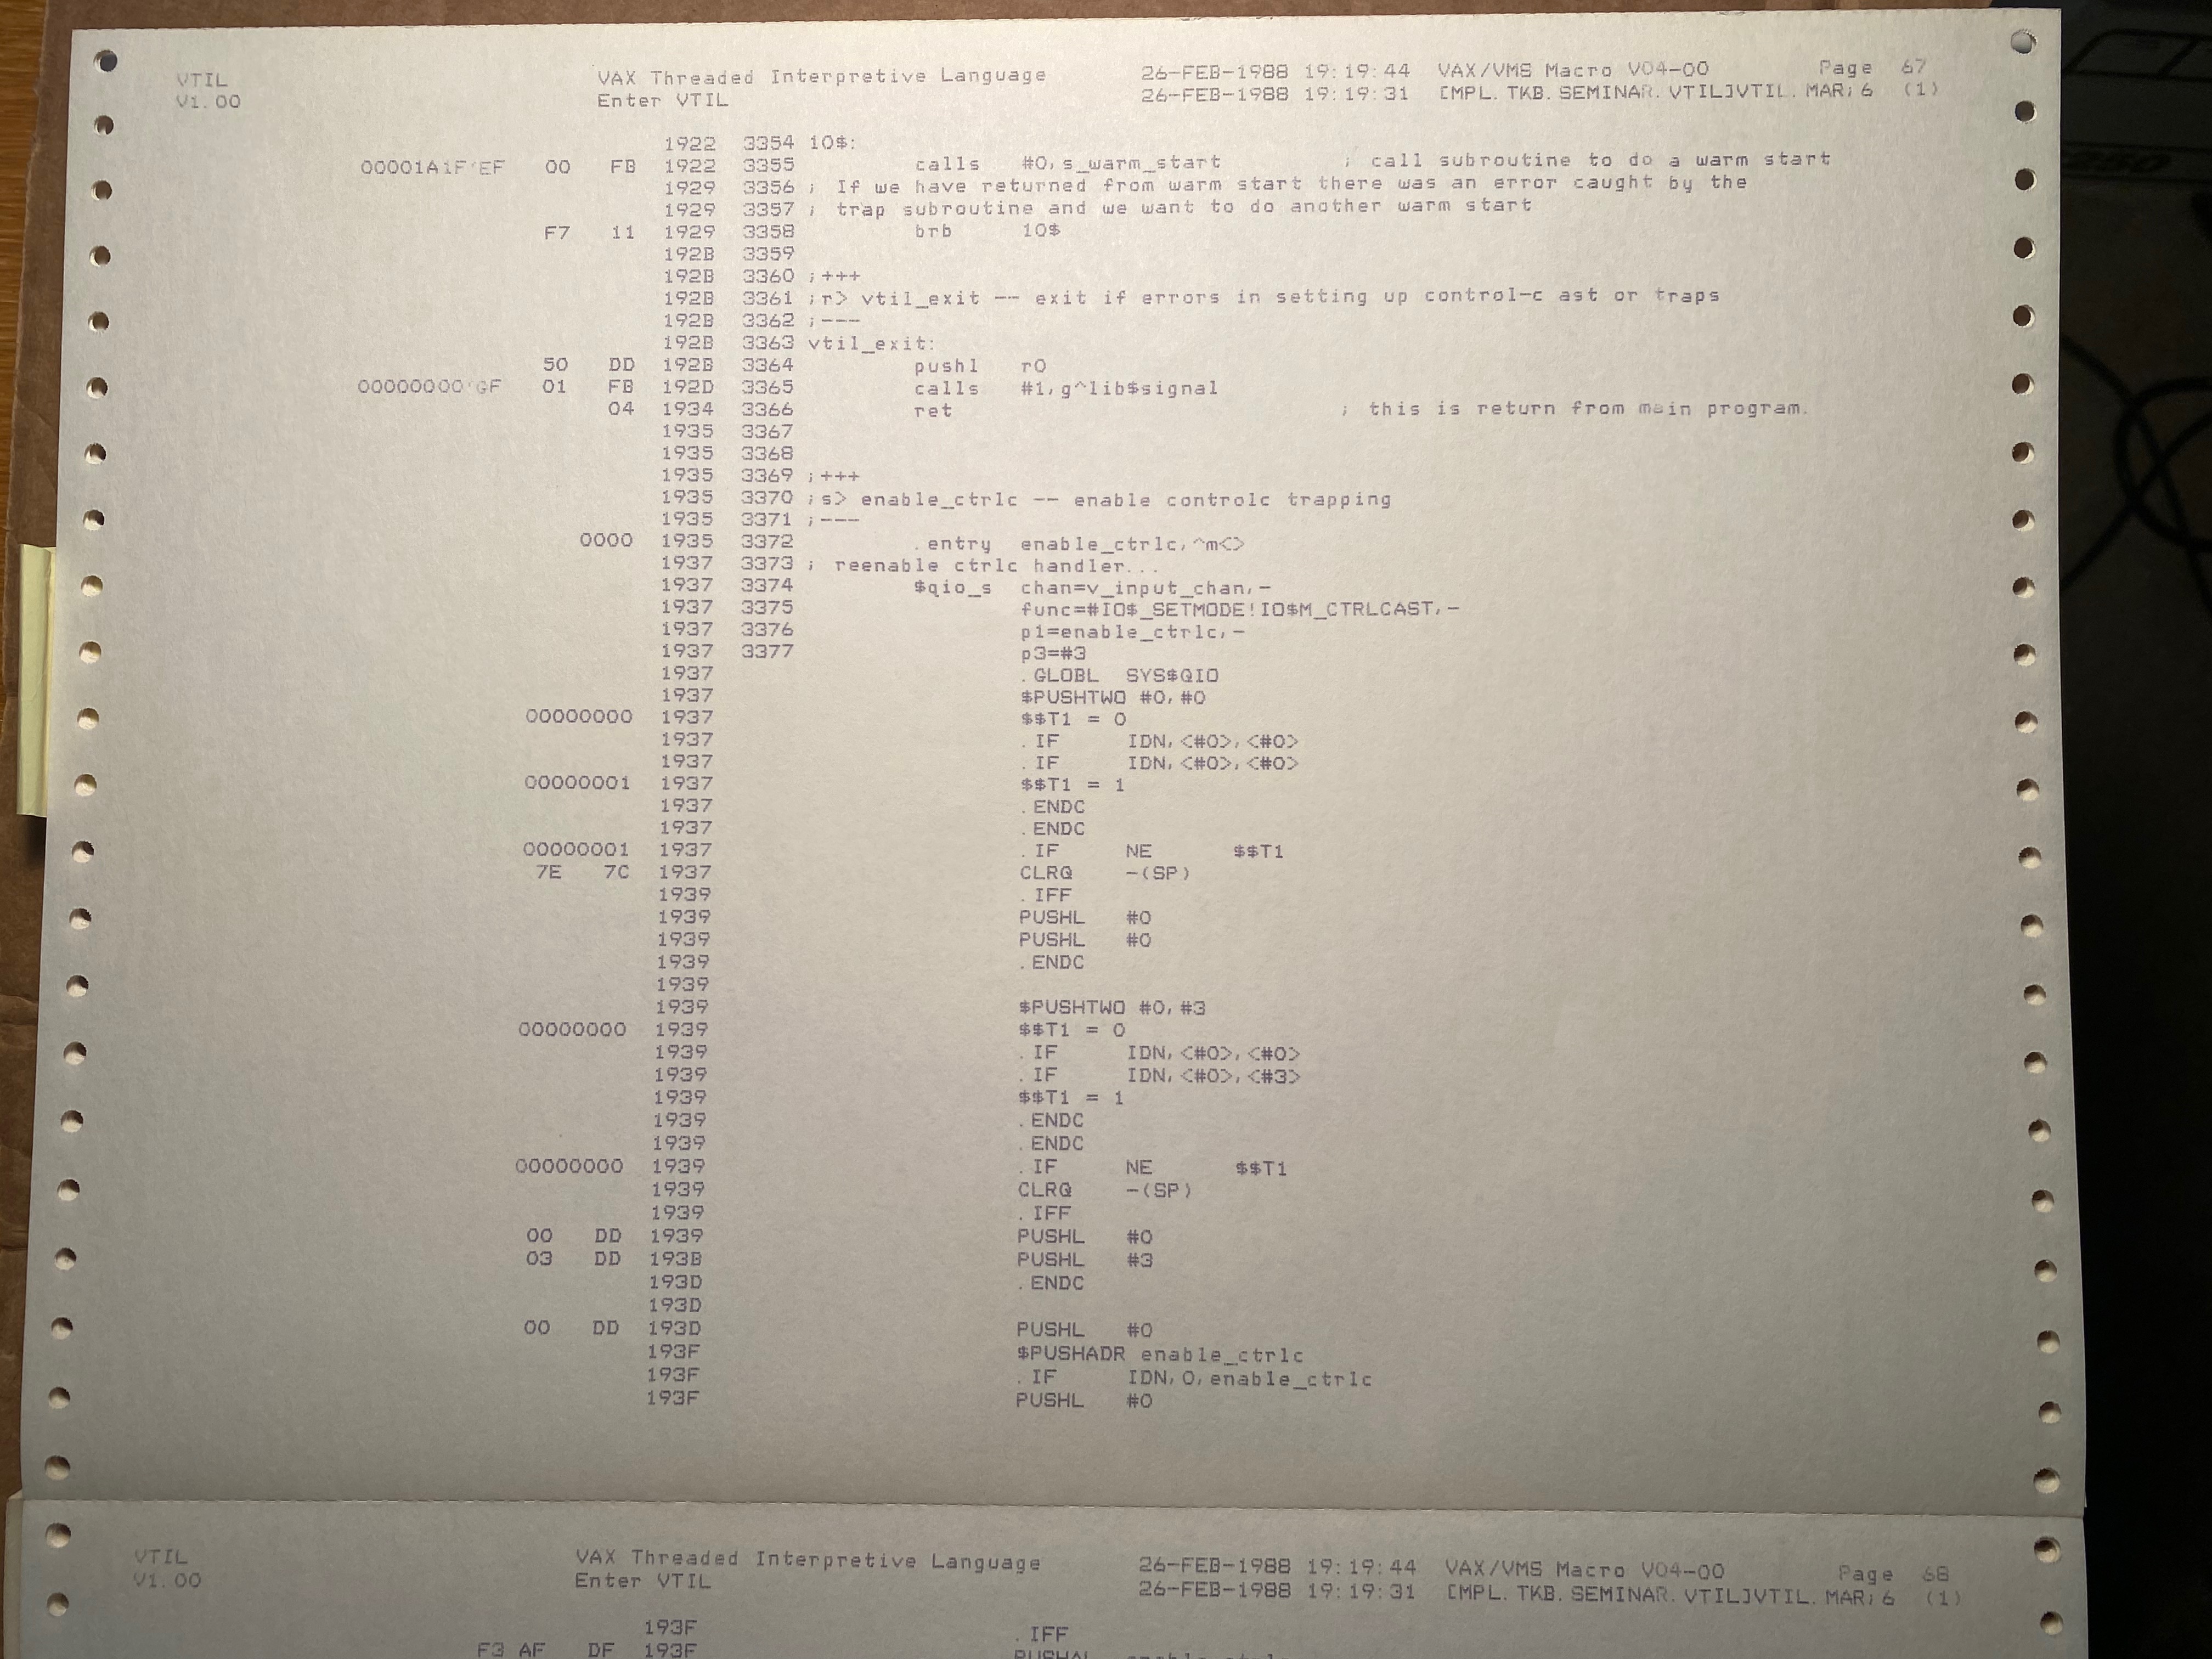 VTIL VAX Threaded Interpretive Language 26-FEB-1988 19:19:44 VAX/VMS Macro V04-00 Page 67
V1.00 Enter VTIL 26-FEB-1988 19:19:31 [MPL.TKB.SEMINAR.VTIL]VTIL.MAR;6 (1)
1922 3354 10$:
00001A1F'EF 00 FB 1922 3355 calls #0,s_warm_start ; call subroutine to do a warm start
1929 3356 ; If we have returned from warm start there was an error caught by the
1929 3357 ; trap subroutine and we want to do another warm start
F7 11 1929 3358 brb 10$
192B 3359
192B 3360 ;+++
192B 3361 ;r> vtil_exit -- exit if errors in setting up control-c ast or traps
192B 3362 ;---
192B 3363 vtil_exit:
50 DD 192B 3364 pushl r0
00000000'GF 01 FB 192D 3365 calls #1,g^lib$signal
04 1934 3366 ret ; this is return from main program.
1935 3367
1935 3368
1935 3369 ;+++
1935 3370 ;s> enable_ctrlc -- enable controlc trapping
1935 3371 ;---
0000 1935 3372 .entry enable_ctrlc,^m<>
1937 3373 ; reenable ctrlc handler...
1937 3374 $qio_s chan=v_input_chan,-
1937 3375 func=#IO$_SETMODE!IO$M_CTRLCAST,-
1937 3376 p1=enable_ctrlc,-
1937 3377 p3=#3
1937 .GLOBL SYS$QIO
1937 $PUSHTWO #0,#0
00000000 1937 $$T1 = 0
1937 .IF IDN,<#0>,<#0>
1937 .IF IDN,<#0>,<#0>
00000001 1937 $$T1 = 1
1937 .ENDC
1937 .ENDC
00000001 1937 .IF NE $$T1
7E 7C 1937 CLRQ -(SP)
1939 .IFF
1939 PUSHL #0
1939 PUSHL #0
1939 .ENDC
1939
1939 $PUSHTWO #0,#3
00000000 1939 $$T1 = 0
1939 .IF IDN,<#0>,<#0>
1939 .IF IDN,<#0>,<#3>
1939 $$T1 = 1
1939 .ENDC
1939 .ENDC
00000000 1939 .IF NE $$T1
1939 CLRQ -(SP)
1939 .IFF
00 DD 1939 PUSHL #0
03 DD 193B PUSHL #3
193D .ENDC
193D
00 DD 193D PUSHL #0
193F $PUSHADR enable_ctrlc
193F .IF IDN,0,enable_ctrlc
193F PUSHL #0
VTIL VAX Threaded Interpretive Language 26-FEB-1988 19:19:44 VAX/VMS Macro V04-00 Page 68
V1.00 Enter VTIL 26-FEB-1988 19:19:31 [MPL.TKB.SEMINAR.VTIL]VTIL.MAR;6 (1)
193F .IFF
F3 AF DF 193F